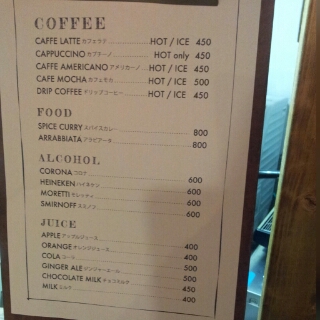 COFFEE
CAFFE LATTE カフェラテ HOT / ICE 450
CAPPUCCINO カプチーノ HOT only 450
CAFFE AMERICANO アメリカーノ HOT / ICE 450
CAFE MOCHA カフェモカ HOT / ICE 500
DRIP COFFEE ドリップコーヒー HOT / ICE 450
FOOD
SPICE CURRY スパイスカレー 800
ARRABBIATA アラビアータ 800
ALCOHOL
CORONA コロナ 600
HEINEKEN ハイネケン 600
MORETTI モレッティ 600
SMIRNOFF スミノフ 600
JUICE
APPLE アップルジュース 400
ORANGE オレンジジュース 400
COLA コーラ 500
GINGER ALE ジンジャーエール 500
CHOCOLATE MILK チョコミルク 450
MILK ミルク 400